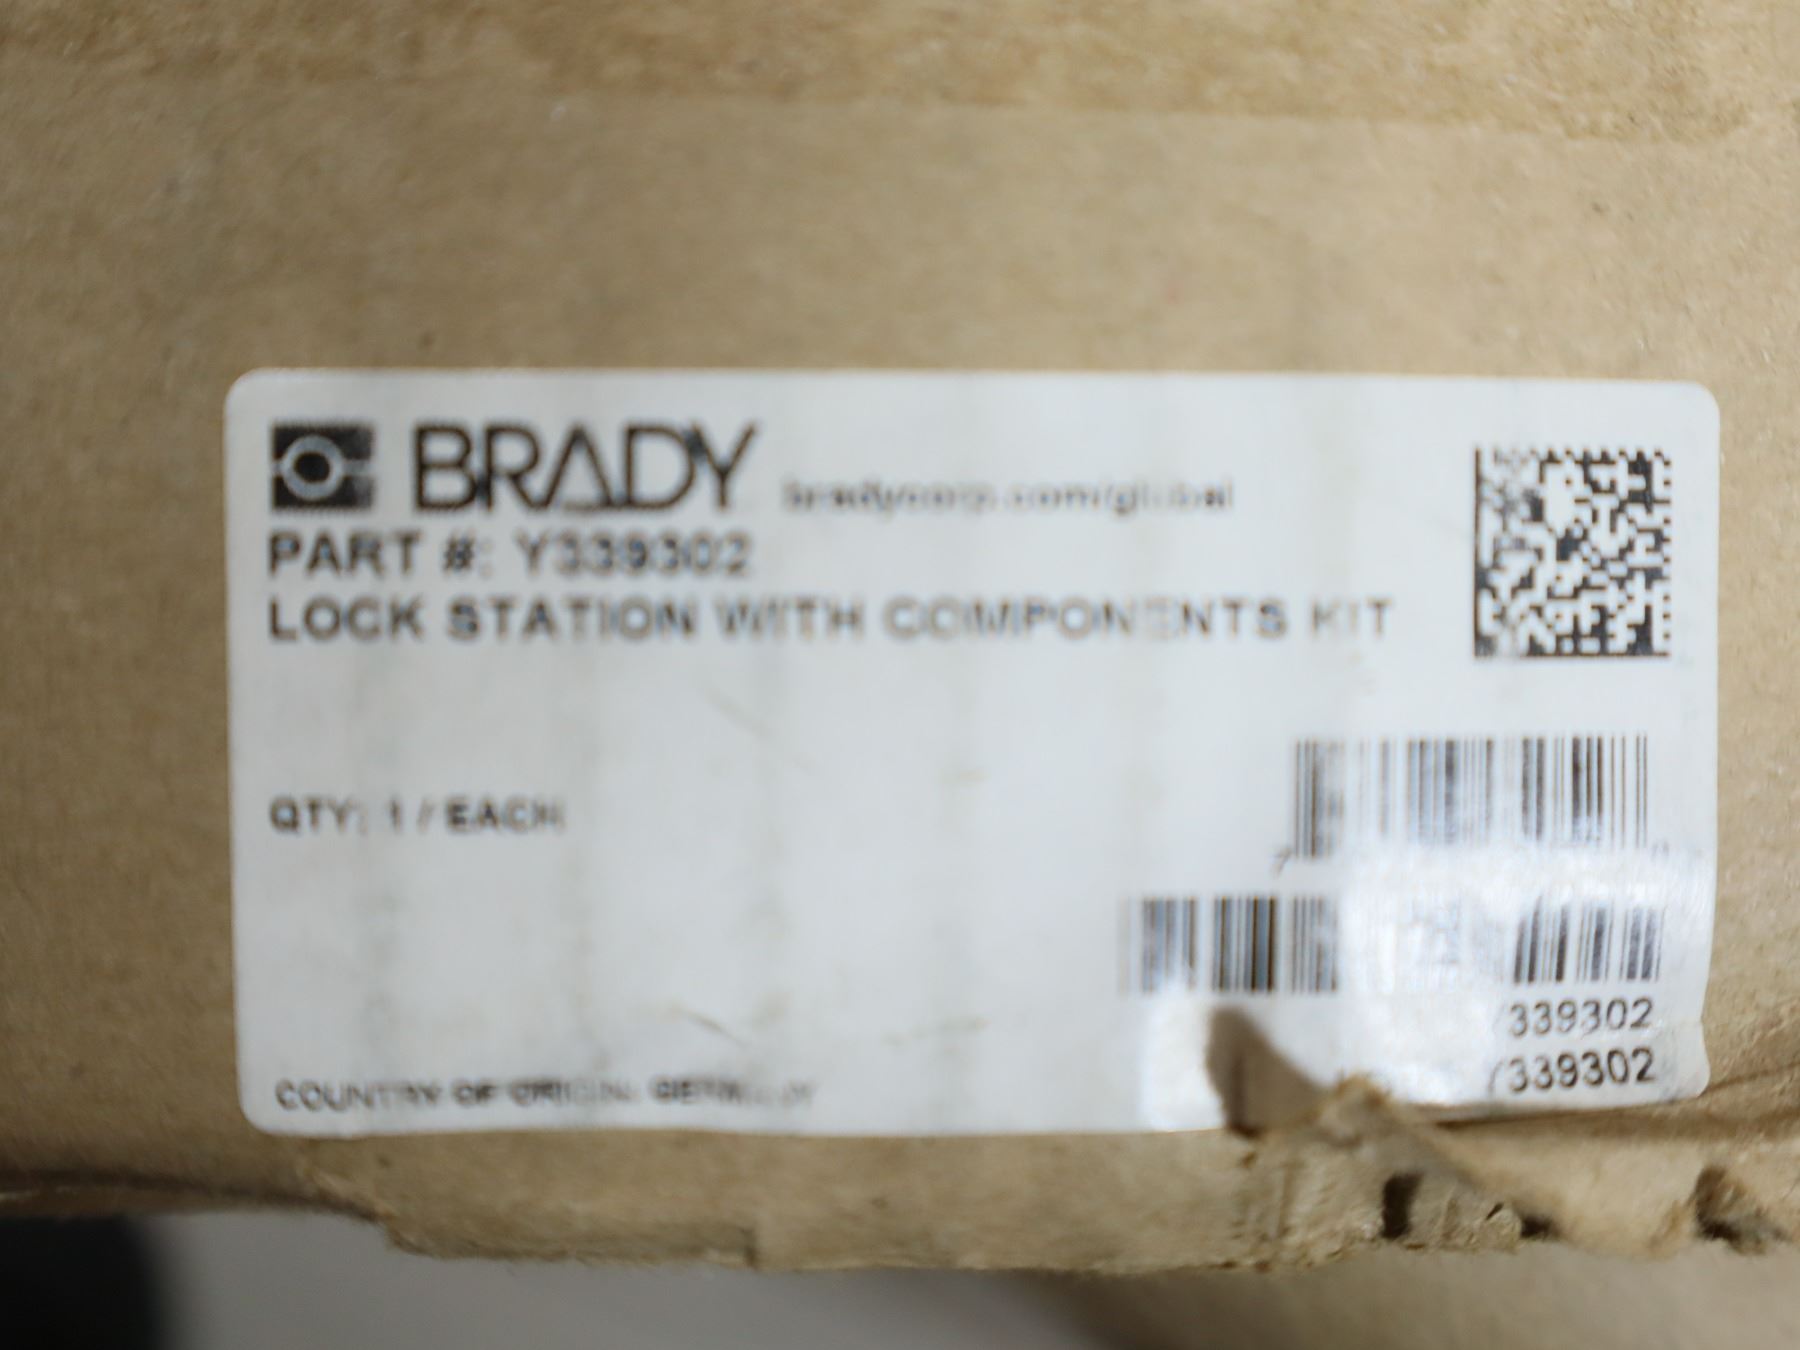 BRADY bradycorp.com/global
PART #: Y339302
LOCK STATION WITH COMPONENTS KIT
QTY: 1 / EACH
7
339302
339302
COUNTRY OF ORIGIN: GERMANY